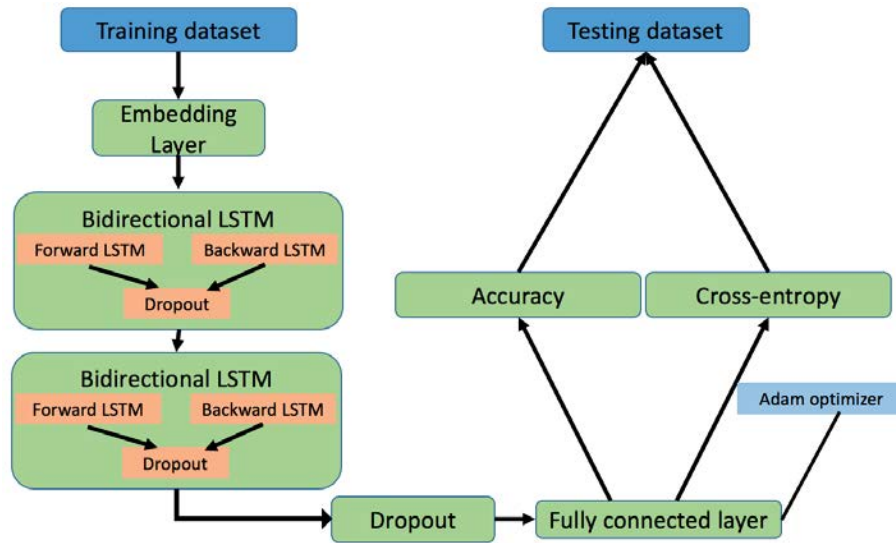 Training dataset
Testing dataset
Embedding
Layer
Bidirectional LSTM
Forward LSTM
Backward LSTM
Dropout
Accuracy
Cross-entropy
Bidirectional LSTM
Forward LSTM
Backward LSTM
Dropout
Adam optimizer
Dropout
Fully connected layer